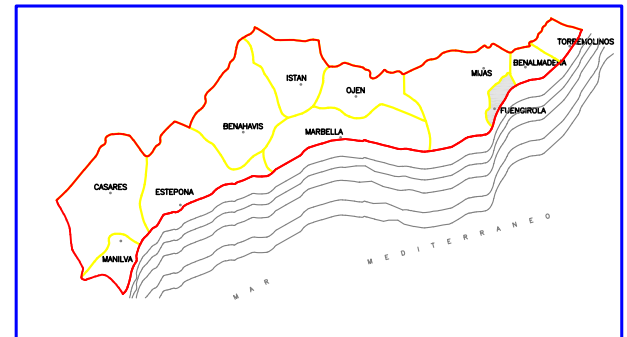 TORREMOLINOS
BENALMADENA
MIJAS
ISTAN
OJEN
FUENGIROLA
BENAHAVIS
MARBELLA
CASARES
ESTEPONA
MANILVA
MAR MEDITERRANEO